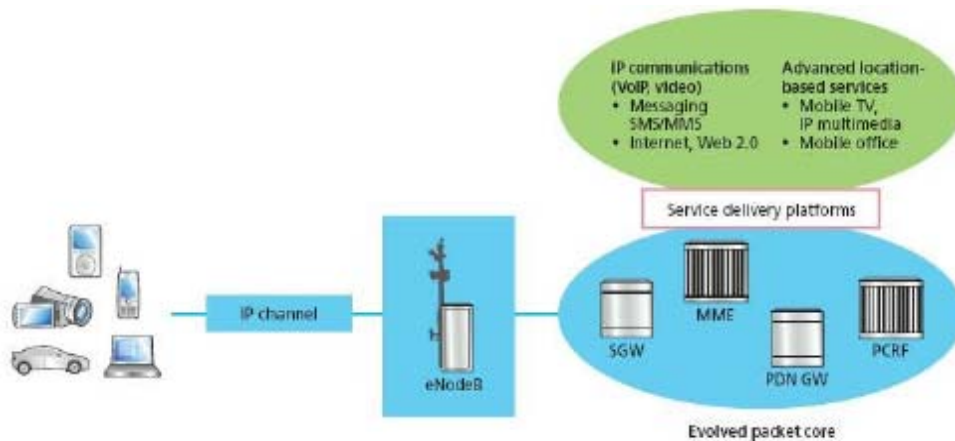 IP communications
(VoIP, video)
• Messaging
SMS/MMS
• Internet, Web 2.0
Advanced location-
based services
• Mobile TV,
IP multimedia
• Mobile office
Service delivery platforms
IP channel
eNodeB
SGW
MME
PDN GW
PCRF
Evolved packet core